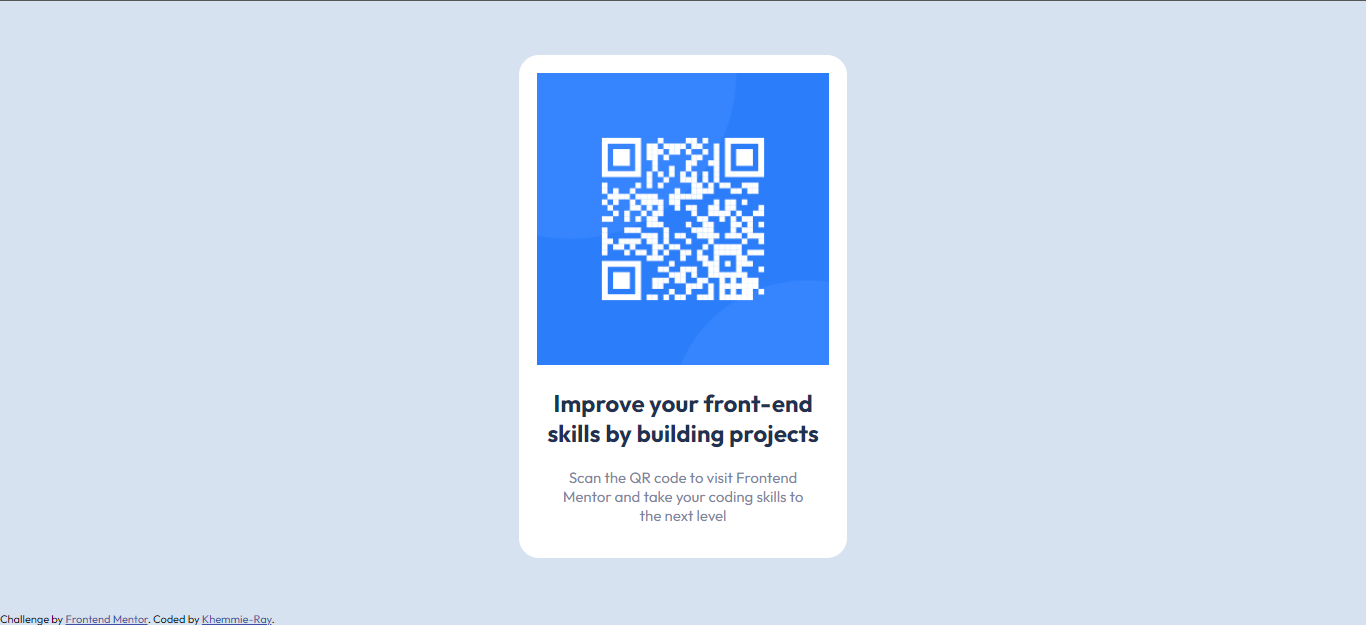 Improve your front-end
skills by building projects
Scan the QR code to visit Frontend
Mentor and take your coding skills to
the next level
Challenge by Frontend Mentor. Coded by Khemmie-Ray.